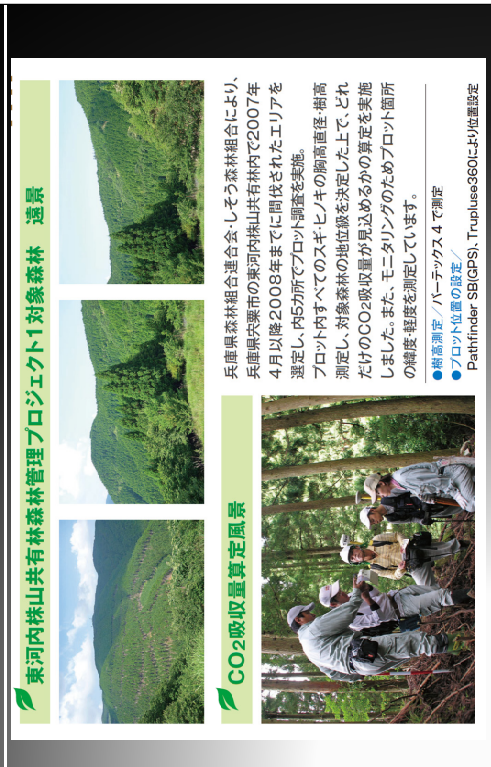 東河内株山共有林森林管理プロジェクト1対象森林　遠景
CO2吸収量算定風景
兵庫県森林組合連合会・しそう森林組合により、
兵庫県宍粟市の東河内株山共有林内で2007年
4月以降2008年までに間伐されたエリアを
選定し、内5カ所でプロット調査を実施。
プロット内すべてのスギ・ヒノキの胸高直径・樹高
測定し、対象森林の地位級を決定した上で、どれ
だけのCO2吸収量が見込めるかの算定を実施
しました。また、モニタリングのためプロット箇所
の緯度・軽度を測定しています。
●樹高測定／バーテックス 4 で測定
●プロット位置の設定／
Pathfinder SB(GPS), Trupluse360により位置設定